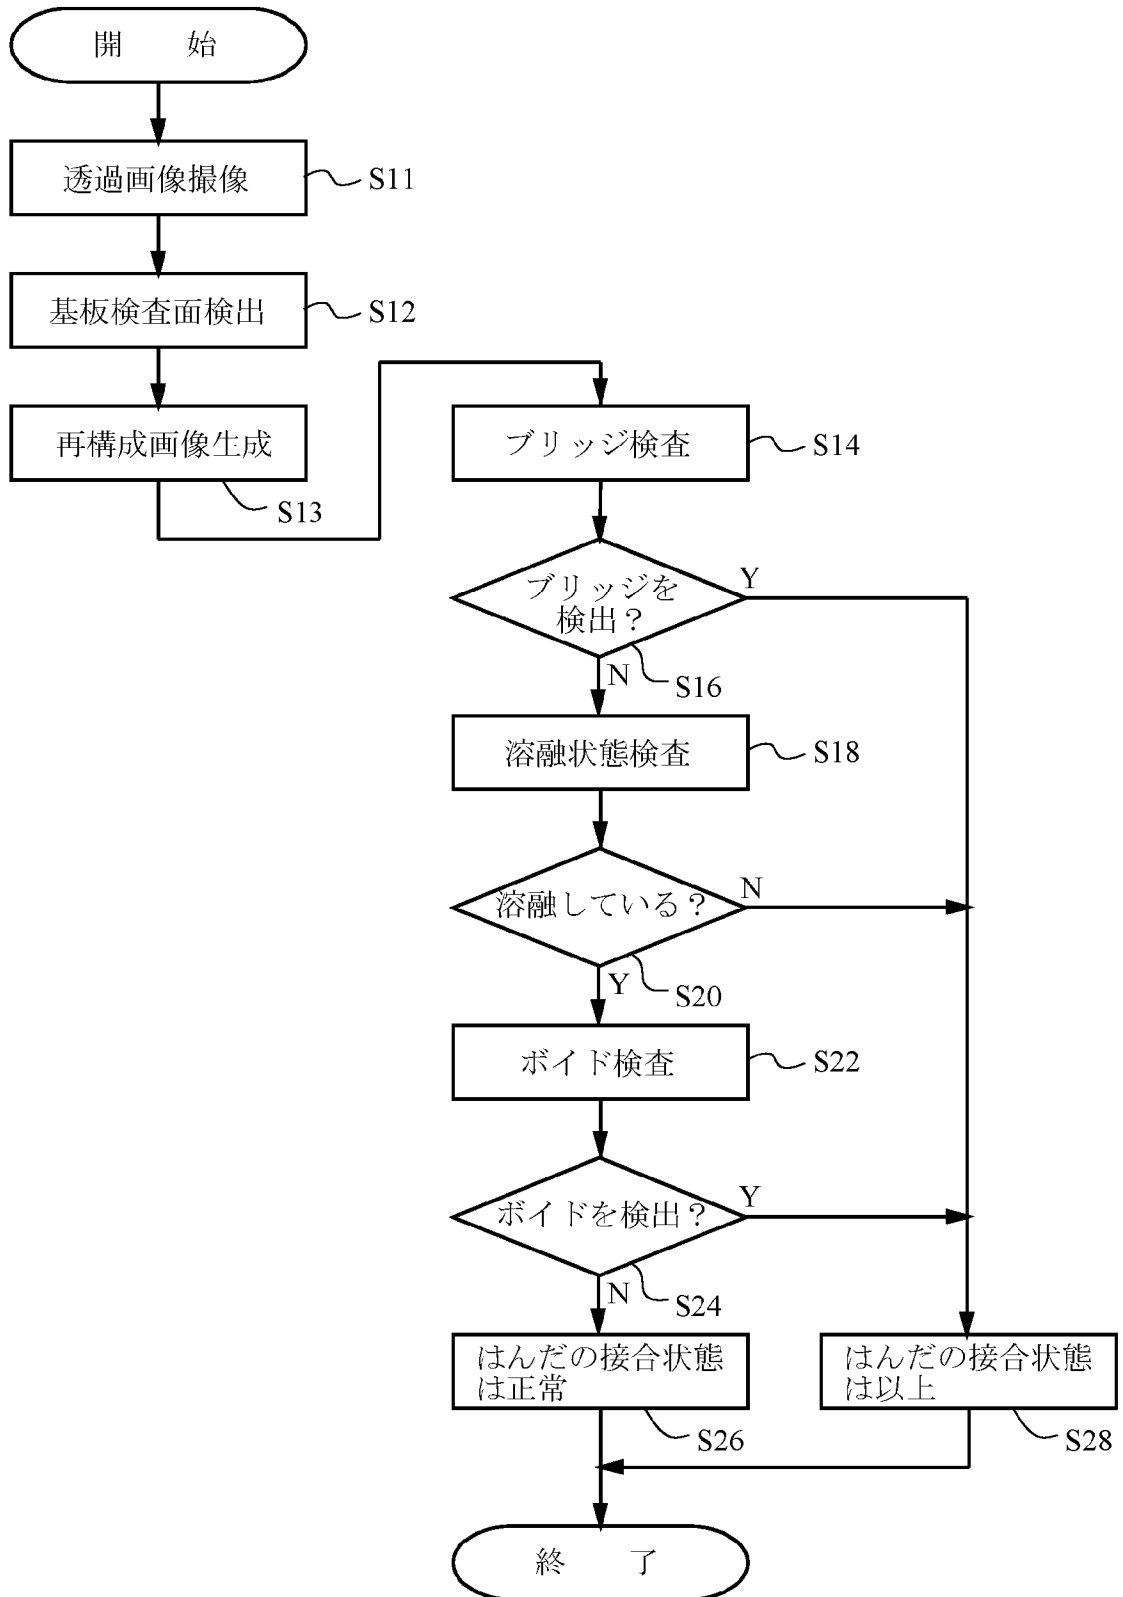 開 始
透過画像撮像
S11
基板検査面検出
S12
再構成画像生成
S13
ブリッジ検査
S14
ブリッジを
検出？
Y
N
S16
溶融状態検査
S18
溶融している？
N
Y
S20
ボイド検査
S22
ボイドを検出？
Y
N
S24
はんだの接合状態
は正常
S26
はんだの接合状態
は以上
S28
終 了